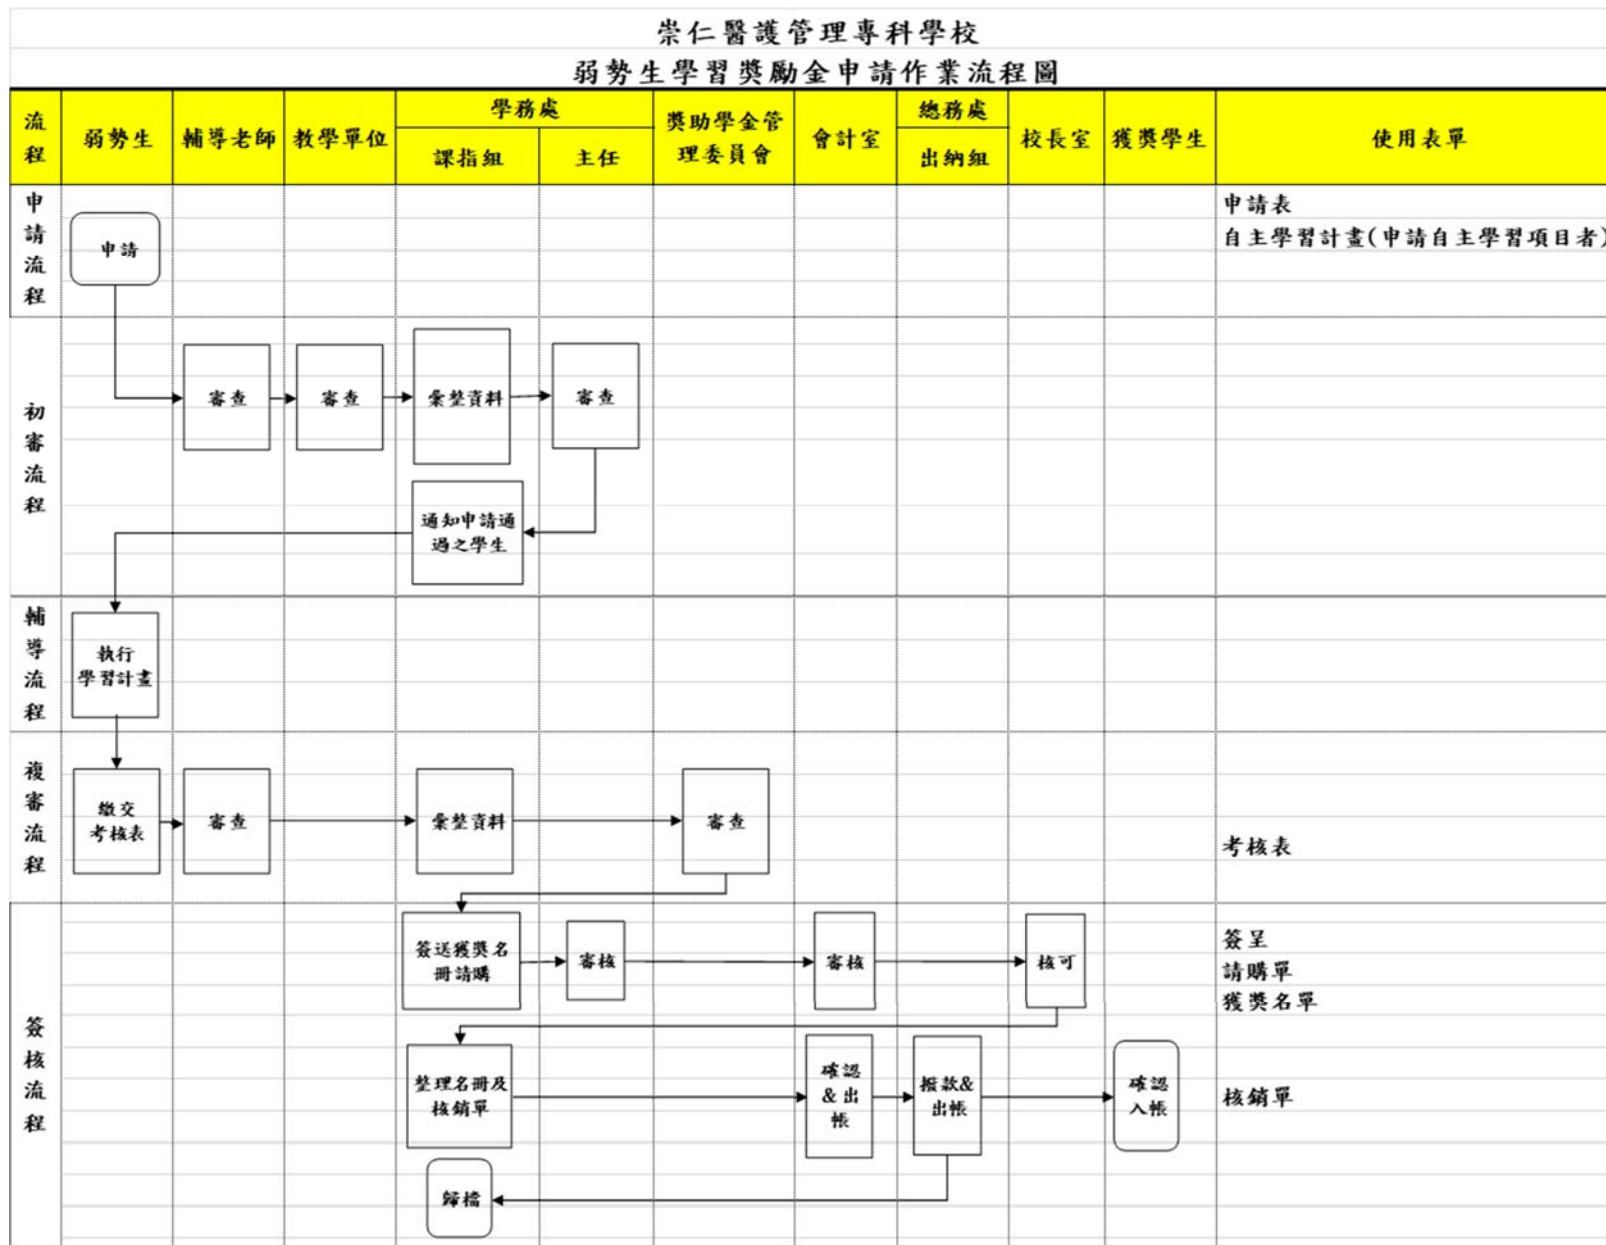 崇仁醫護管理專科學校
弱勢生學習獎勵金申請作業流程圖
流程
弱勢生
輔導老師
教學單位
學務處
課指組
主任
獎助學金管
理委員會
會計室
總務處
出納組
校長室
獲獎學生
使用表單
申請流程
申請
申請表
自主學習計畫(申請自主學習項目者)
初審流程
審查
審查
彙整資料
審查
通知申請通
過之學生
輔導流程
執行
學習計畫
複審流程
繳交
考核表
審查
彙整資料
審查
考核表
簽核流程
簽送獲獎名
冊請購
審核
審核
核可
簽呈
請購單
獲獎名單
整理名冊及
核銷單
確認
&出
帳
撥款&
出帳
確認
入帳
核銷單
歸檔